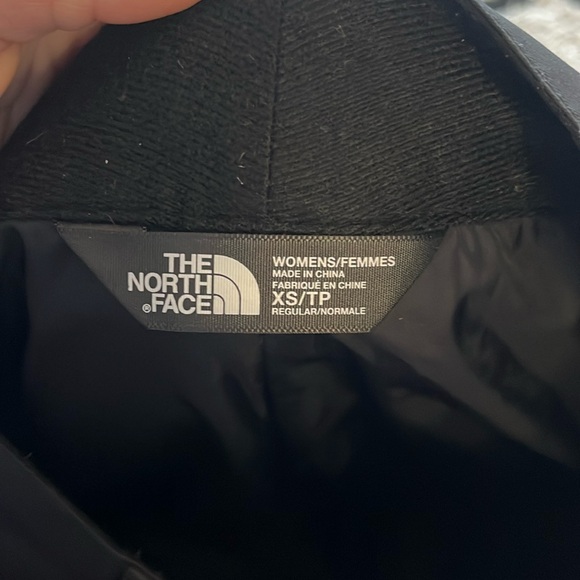 THE
NORTH
®FACE
WOMENS/FEMMES
MADE IN CHINA
FABRIQUÉ EN CHINE
XS/TP
REGULAR/NORMALE